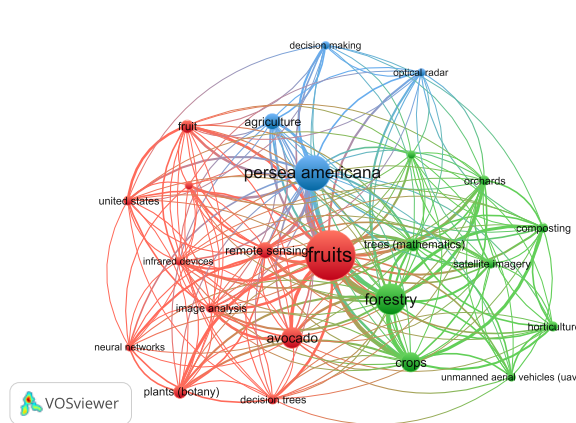 decision making
optical radar
agriculture
fruit
persea americana
orchards
united states
composting
trees (mathematics)
remote sensing
fruits
infrared devices
satellite imagery
forestry
image analysis
horticulture
avocado
neural networks
crops
unmanned aerial vehicles (uav
plants (botany)
decision trees
VOSviewer